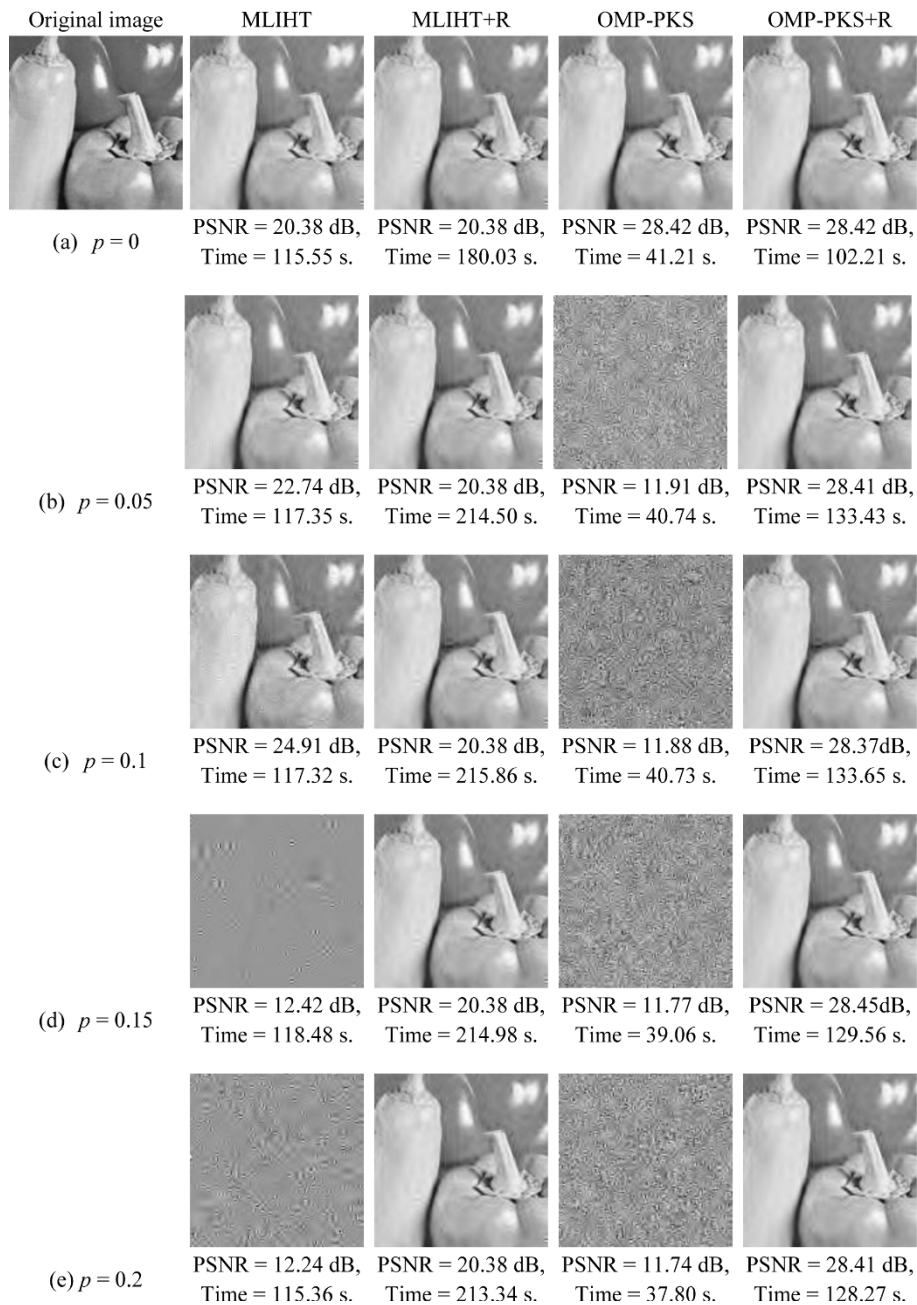 Original image MLIHT MLIHT+R OMP-PKS OMP-PKS+R
PSNR = 20.38 dB, PSNR = 20.38 dB, PSNR = 28.42 dB, PSNR = 28.42 dB,
(a) p = 0 Time = 115.55 s. Time = 180.03 s. Time = 41.21 s. Time = 102.21 s.
PSNR = 22.74 dB, PSNR = 20.38 dB, PSNR = 11.91 dB, PSNR = 28.41 dB,
(b) p = 0.05 Time = 117.35 s. Time = 214.50 s. Time = 40.74 s. Time = 133.43 s.
PSNR = 24.91 dB, PSNR = 20.38 dB, PSNR = 11.88 dB, PSNR = 28.37dB,
(c) p = 0.1 Time = 117.32 s. Time = 215.86 s. Time = 40.73 s. Time = 133.65 s.
PSNR = 12.42 dB, PSNR = 20.38 dB, PSNR = 11.77 dB, PSNR = 28.45dB,
(d) p = 0.15 Time = 118.48 s. Time = 214.98 s. Time = 39.06 s. Time = 129.56 s.
PSNR = 12.24 dB, PSNR = 20.38 dB, PSNR = 11.74 dB, PSNR = 28.41 dB,
(e) p = 0.2 Time = 115.36 s. Time = 213.34 s. Time = 37.80 s. Time = 128.27 s.